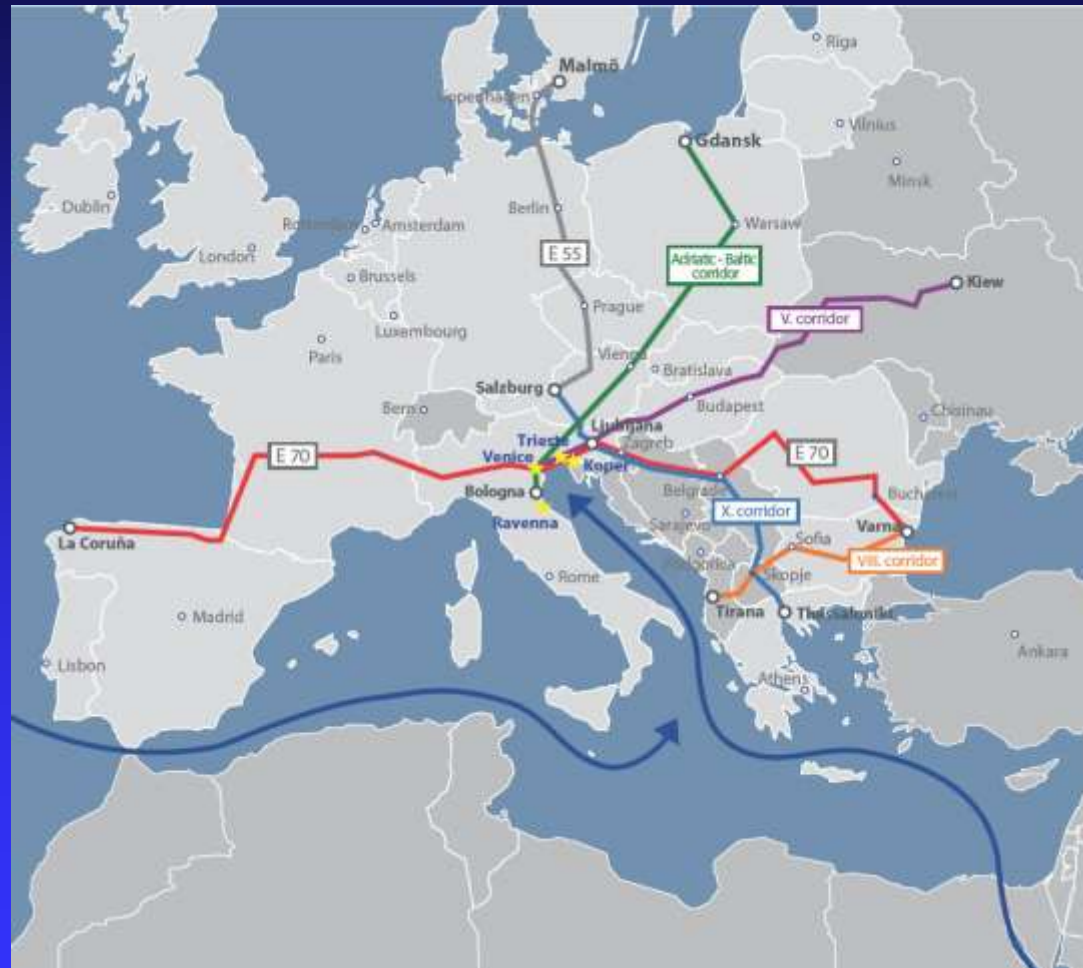 Riga
Malmö
Copenhagen
Gdansk
Vilnius
Minsk
Dublin
Berlin
Rotterdam
Amsterdam
Warsaw
London
E 55
Adriatic - Baltic
corridor
Brussels
Kiew
Prague
V. corridor
Luxembourg
Paris
Vienna
Bratislava
Salzburg
Budapest
Bern
Chisinau
Ljubljana
Trieste
Zagreb
E 70
Venice
Koper
E 70
Bologna
Belgrade
Bucharest
X. corridor
Ravenna
Sarajevo
Varna
La Coruña
Sofia
Podgorica
VIII. corridor
Rome
Skopje
Tirana
Thessaloniki
Madrid
Ankara
Lisbon
Athens